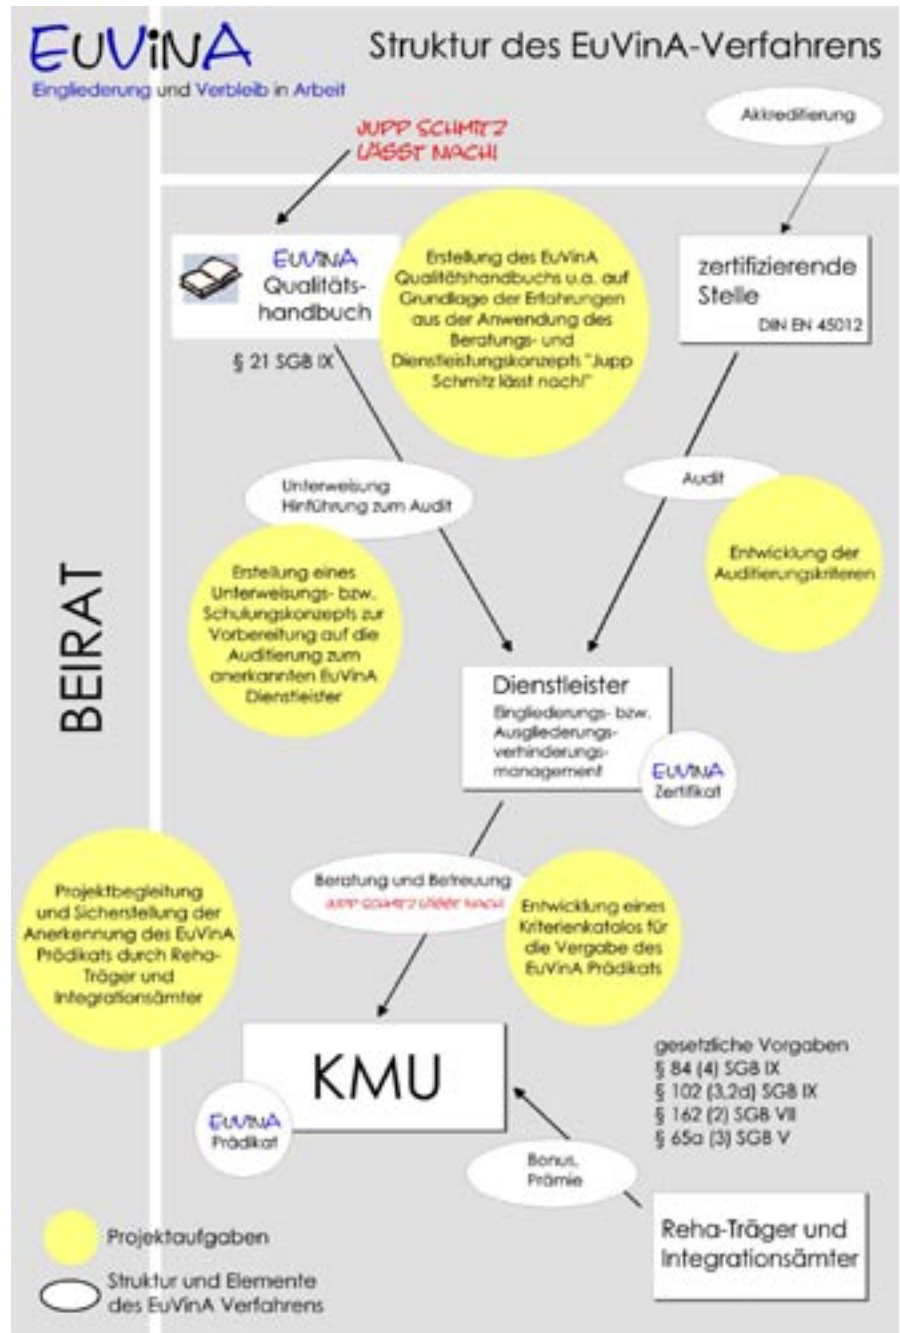 EuVinA
Eingliederung und Verbleib in Arbeit
Struktur des EuVinA-Verfahrens
JUPP SCHMITZ
LÄSST NACH!
Akkreditierung
EuVinA
Qualitäts-
handbuch
§ 21 SGB IX
Erstellung des EuVinA
Qualitätshandbuchs u.a. auf
Grundlage der Erfahrungen
aus der Anwendung des
Beratungs- und
Dienstleistungskonzepts "Jupp
Schmitz lässt nach!"
zertifizierende
Stelle
DIN EN 45012
Unterweisung
Hinführung zum Audit
Audit
Erstellung eines
Unterweisungs- bzw.
Schulungskonzepts zur
Vorbereitung auf die
Auditierung zum
anerkannten EuVinA
Dienstleister
Entwicklung der
Auditierungskriteren
BEIRAT
Dienstleister
Eingliederungs- bzw.
Ausgliederungs-
verhinderungs-
management
EuVinA
Zertifikat
Beratung und Betreuung
JUPP SCHMITZ LÄSST NACH!
Entwicklung eines
Kriterienkatalos für
die Vergabe des
EuVinA Prädikats
Projektbegleitung
und Sicherstellung der
Anerkennung des EuVinA
Prädikats durch Reha-
Träger und
Integrationsämter
KMU
EuVinA
Prädikat
gesetzliche Vorgaben
§ 84 (4) SGB IX
§ 102 (3,2d) SGB IX
§ 162 (2) SGB VII
§ 65a (3) SGB V
Bonus,
Prämie
Reha-Träger und
Integrationsämter
Projektaufgaben
Struktur und Elemente
des EuVinA Verfahrens